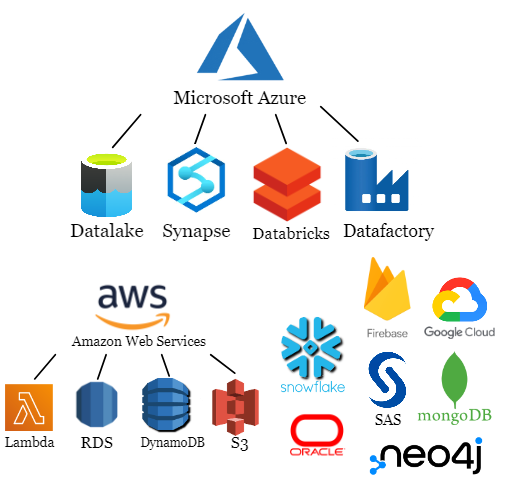 Microsoft Azure
Datalake
Synapse
Databricks
Datafactory
aws
Amazon Web Services
Lambda
RDS
DynamoDB
S3
snowflake
ORACLE
Firebase
Google Cloud
SAS
mongoDB
neo4j